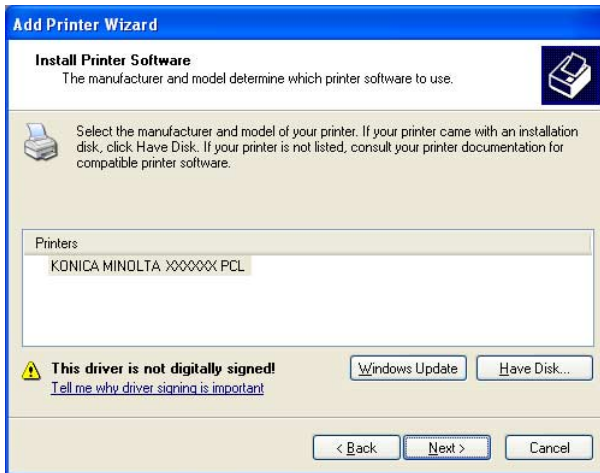 Add Printer Wizard
Install Printer Software
The manufacturer and model determine which printer software to use.
Select the manufacturer and model of your printer. If your printer came with an installation
disk, click Have Disk. If your printer is not listed, consult your printer documentation for
compatible printer software.
Printers
KONICA MINOLTA XXXXXX PCL
This driver is not digitally signed!
Tell me why driver signing is important
Windows Update
Have Disk...
< Back
Next >
Cancel